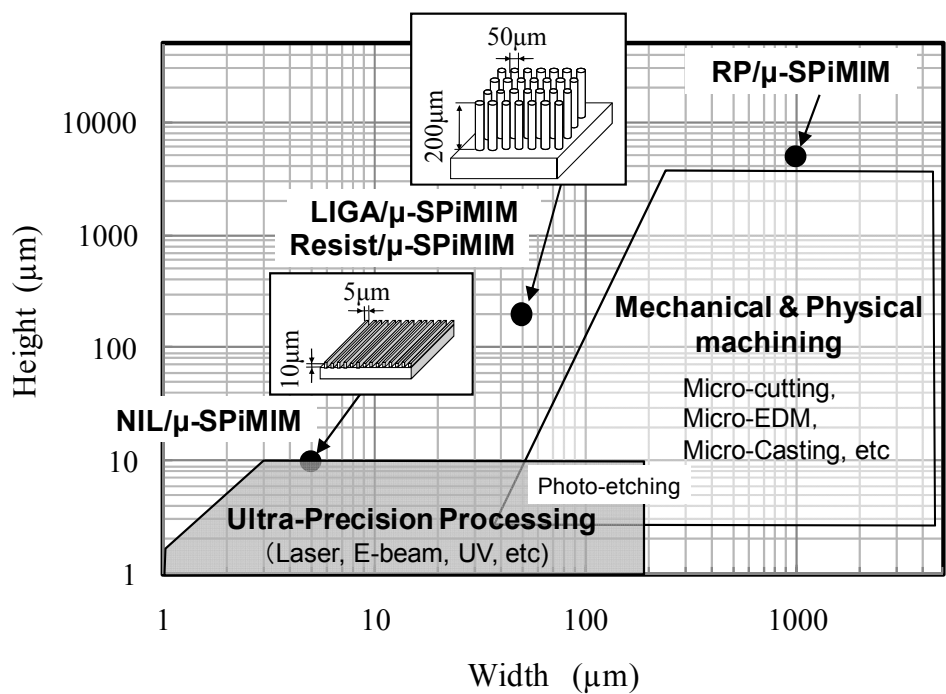 50µm
200µm
RP/µ-SPiMIM
LIGA/µ-SPiMIM
Resist/µ-SPiMIM
5µm
10µm
NIL/µ-SPiMIM
Mechanical & Physical
machining
Micro-cutting,
Micro-EDM,
Micro-Casting, etc
Photo-etching
Ultra-Precision Processing
(Laser, E-beam, UV, etc)
Height (µm)
10000
1000
100
10
1
1
10
100
1000
Width (µm)